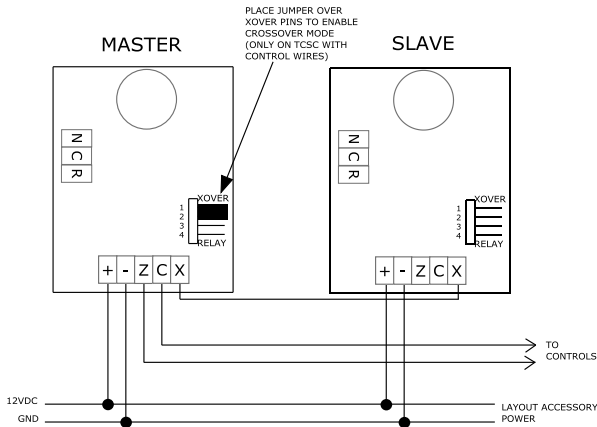 PLACE JUMPER OVER
XOVER PINS TO ENABLE
CROSSOVER MODE
(ONLY ON TCSC WITH
CONTROL WIRES)
MASTER
SLAVE
N
C
R
N
C
R
XOVER
1
2
3
4
RELAY
XOVER
1
2
3
4
RELAY
+ - Z C X
+ - Z C X
TO
CONTROLS
12VDC
GND
LAYOUT ACCESSORY
POWER